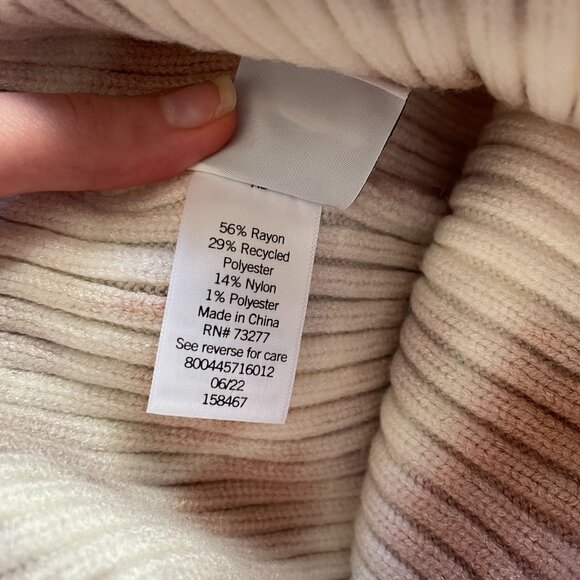 56% Rayon
29% Recycled
Polyester
14% Nylon
1% Polyester
Made in China
RN# 73277
See reverse for care
800445716012
06/22
158467